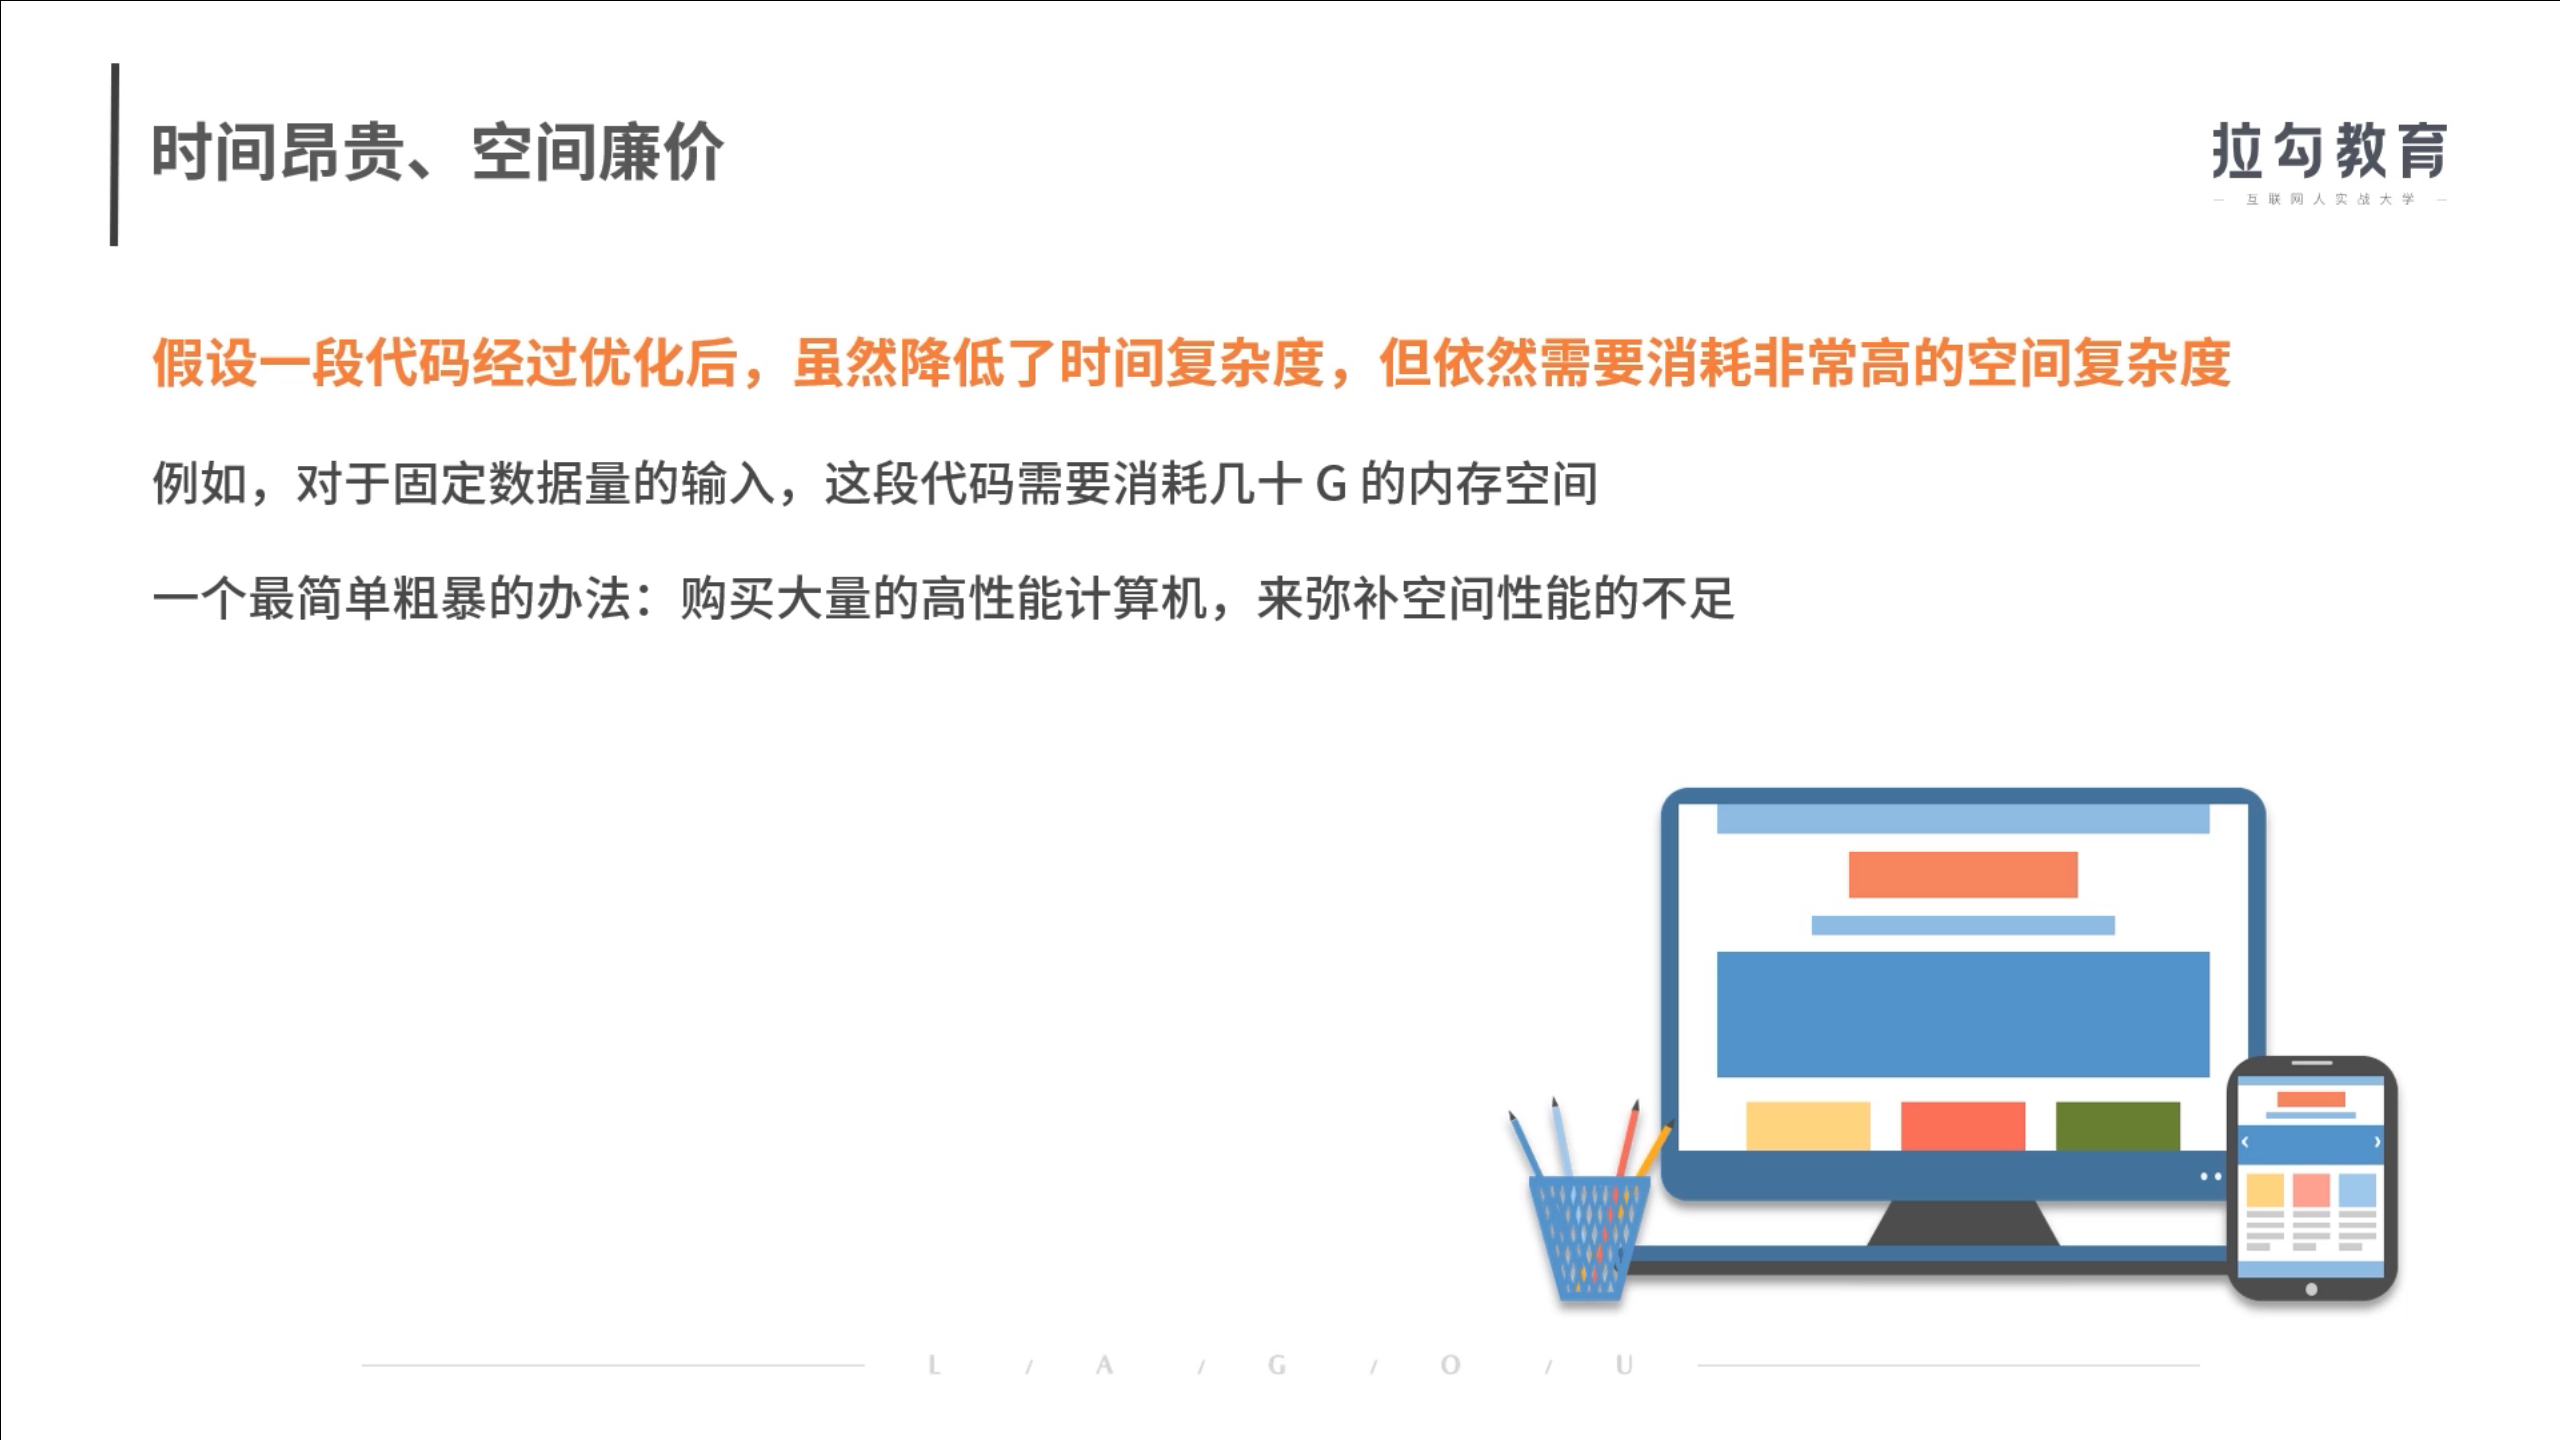 时间昂贵、空间廉价
拉勾教育
— 互联网人实战大学 —
假设一段代码经过优化后，虽然降低了时间复杂度，但依然需要消耗非常高的空间复杂度
例如，对于固定数据量的输入，这段代码需要消耗几十 G 的内存空间
一个最简单粗暴的办法：购买大量的高性能计算机，来弥补空间性能的不足
L / A / G / O / U